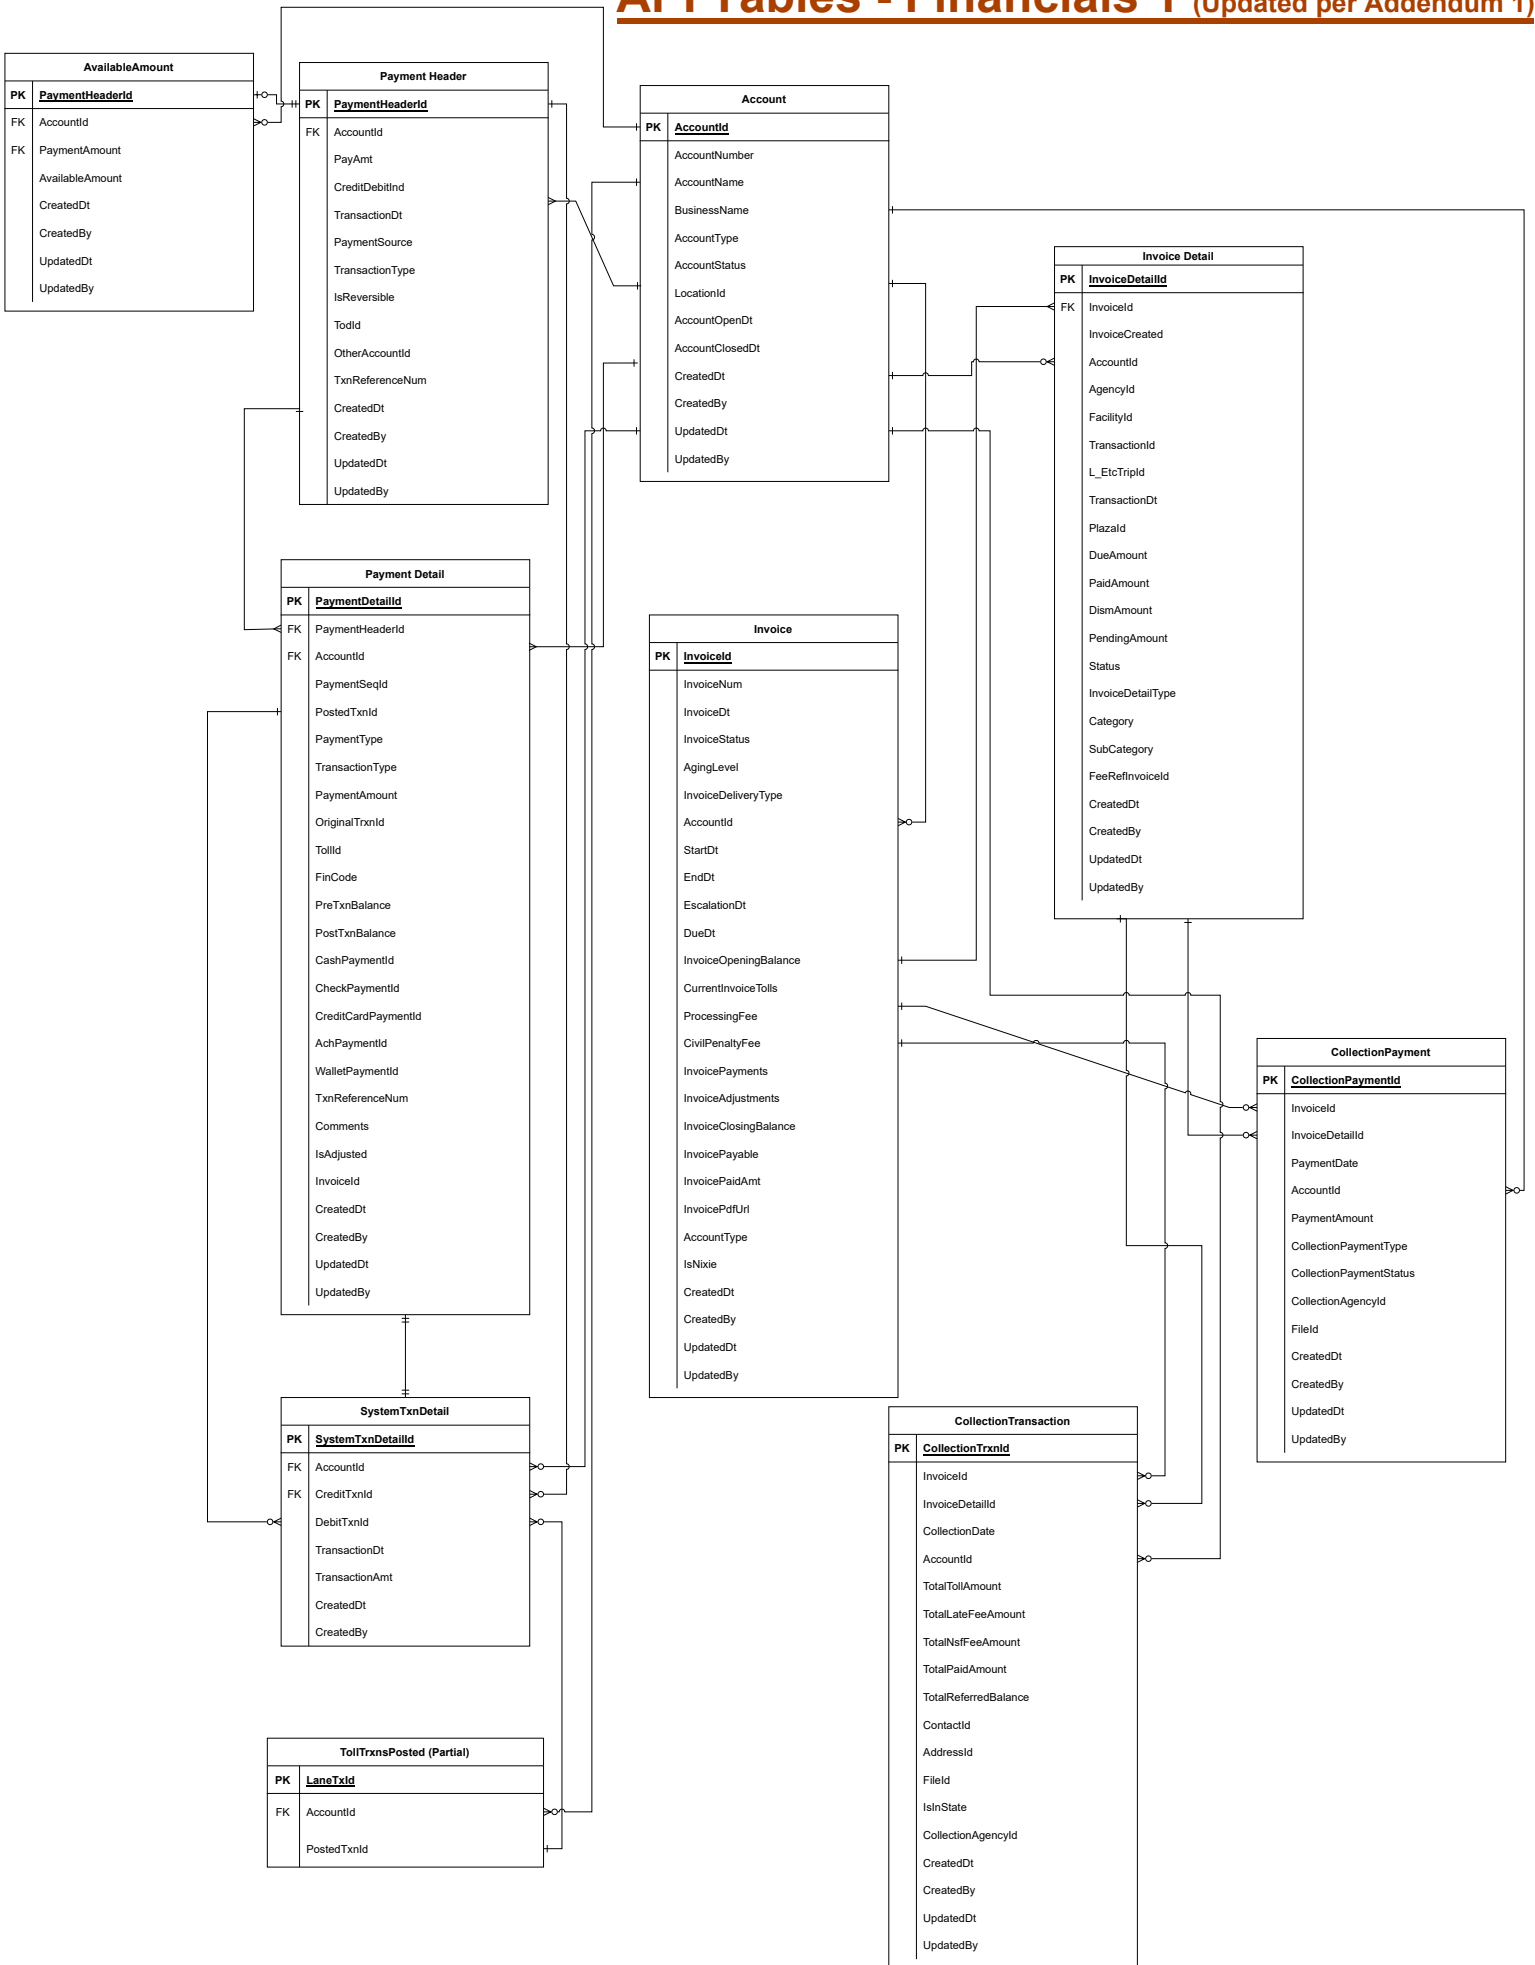 API Tables - Financials 1 (Updated per Addendum 1)
AvailableAmount
PK PaymentHeaderId
FK AccountId
FK PaymentAmount
AvailableAmount
CreatedDt
CreatedBy
UpdatedDt
UpdatedBy
Payment Header
PK PaymentHeaderId
FK AccountId
PayAmt
CreditDebitInd
TransactionDt
PaymentSource
TransactionType
IsReversible
TodId
OtherAccountId
TxnReferenceNum
CreatedDt
CreatedBy
UpdatedDt
UpdatedBy
Account
PK AccountId
AccountNumber
AccountName
BusinessName
AccountType
AccountStatus
LocationId
AccountOpenDt
AccountClosedDt
CreatedDt
CreatedBy
UpdatedDt
UpdatedBy
Invoice Detail
PK InvoiceDetailId
FK InvoiceId
InvoiceCreated
AccountId
AgencyId
FacilityId
TransactionId
L_EtcTripId
TransactionDt
PlazaId
DueAmount
PaidAmount
DismAmount
PendingAmount
Status
InvoiceDetailType
Category
SubCategory
FeeRefInvoiceId
CreatedDt
CreatedBy
UpdatedDt
UpdatedBy
Payment Detail
PK PaymentDetailId
FK PaymentHeaderId
FK AccountId
PaymentSeqId
PostedTxnId
PaymentType
TransactionType
PaymentAmount
OriginalTrxnId
TollId
FinCode
PreTxnBalance
PostTxnBalance
CashPaymentId
CheckPaymentId
CreditCardPaymentId
AchPaymentId
WalletPaymentId
TxnReferenceNum
Comments
IsAdjusted
InvoiceId
CreatedDt
CreatedBy
UpdatedDt
UpdatedBy
Invoice
PK InvoiceId
InvoiceNum
InvoiceDt
InvoiceStatus
AgingLevel
InvoiceDeliveryType
AccountId
StartDt
EndDt
EscalationDt
DueDt
InvoiceOpeningBalance
CurrentInvoiceTolls
ProcessingFee
CivilPenaltyFee
InvoicePayments
InvoiceAdjustments
InvoiceClosingBalance
InvoicePayable
InvoicePaidAmt
InvoicePdfUrl
AccountType
IsNixie
CreatedDt
CreatedBy
UpdatedDt
UpdatedBy
CollectionPayment
PK CollectionPaymentId
InvoiceId
InvoiceDetailId
PaymentDate
AccountId
PaymentAmount
CollectionPaymentType
CollectionPaymentStatus
CollectionAgencyId
FileId
CreatedDt
CreatedBy
UpdatedDt
UpdatedBy
SystemTxnDetail
PK SystemTxnDetailId
FK AccountId
FK CreditTxnId
DebitTxnId
TransactionDt
TransactionAmt
CreatedDt
CreatedBy
CollectionTransaction
PK CollectionTrxnId
InvoiceId
InvoiceDetailId
CollectionDate
AccountId
TotalTollAmount
TotalLateFeeAmount
TotalNsfFeeAmount
TotalPaidAmount
TotalReferredBalance
ContactId
AddressId
FileId
IsInState
CollectionAgencyId
CreatedDt
CreatedBy
UpdatedDt
UpdatedBy
TollTrxnsPosted (Partial)
PK LaneTxId
FK AccountId
PostedTxnId